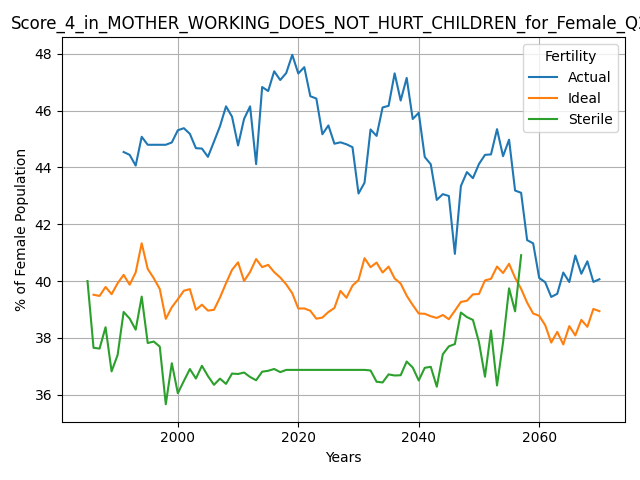 Score_4_in_MOTHER_WORKING_DOES_NOT_HURT_CHILDREN_for_Female_Q
Fertility
Actual
Ideal
Sterile
% of Female Population
48
46
44
42
40
38
36
2000
2020
2040
2060
Years